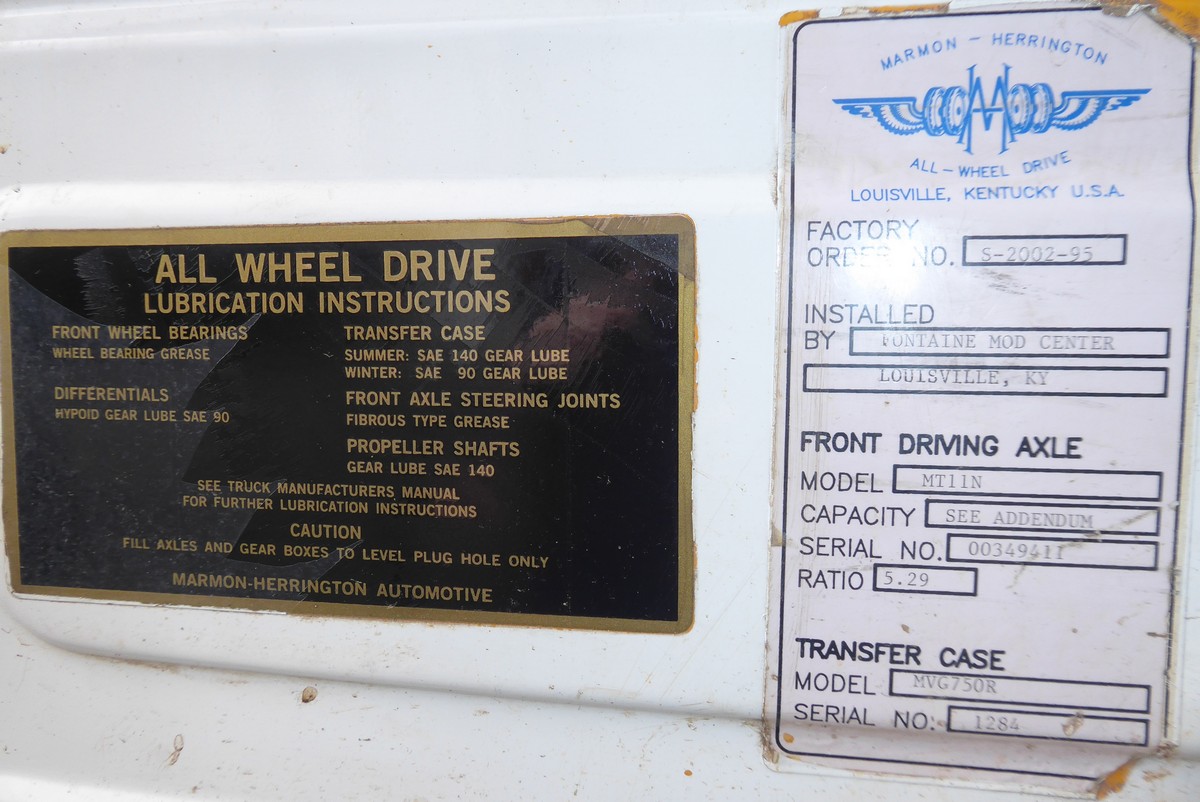 ALL WHEEL DRIVE
LUBRICATION INSTRUCTIONS
FRONT WHEEL BEARINGS
WHEEL BEARING GREASE
DIFFERENTIALS
HYPOID GEAR LUBE SAE 90
TRANSFER CASE
SUMMER: SAE 140 GEAR LUBE
WINTER: SAE 90 GEAR LUBE
FRONT AXLE STEERING JOINTS
FIBROUS TYPE GREASE
PROPELLER SHAFTS
GEAR LUBE SAE 140
SEE TRUCK MANUFACTURERS MANUAL
FOR FURTHER LUBRICATION INSTRUCTIONS
CAUTION
FILL AXLES AND GEAR BOXES TO LEVEL PLUG HOLE ONLY
MARMON-HERRINGTON AUTOMOTIVE
MARMON - HERRINGTON
ALL-WHEEL DRIVE
LOUISVILLE, KENTUCKY U.S.A.
FACTORY
ORDER NO. S-2002-95
INSTALLED
BY FONTAINE MOD CENTER
LOUISVILLE, KY
FRONT DRIVING AXLE
MODEL MT11N
CAPACITY SEE ADDENDUM
SERIAL NO. 00349411
RATIO 5.29
TRANSFER CASE
MODEL MVG750R
SERIAL NO. 1284